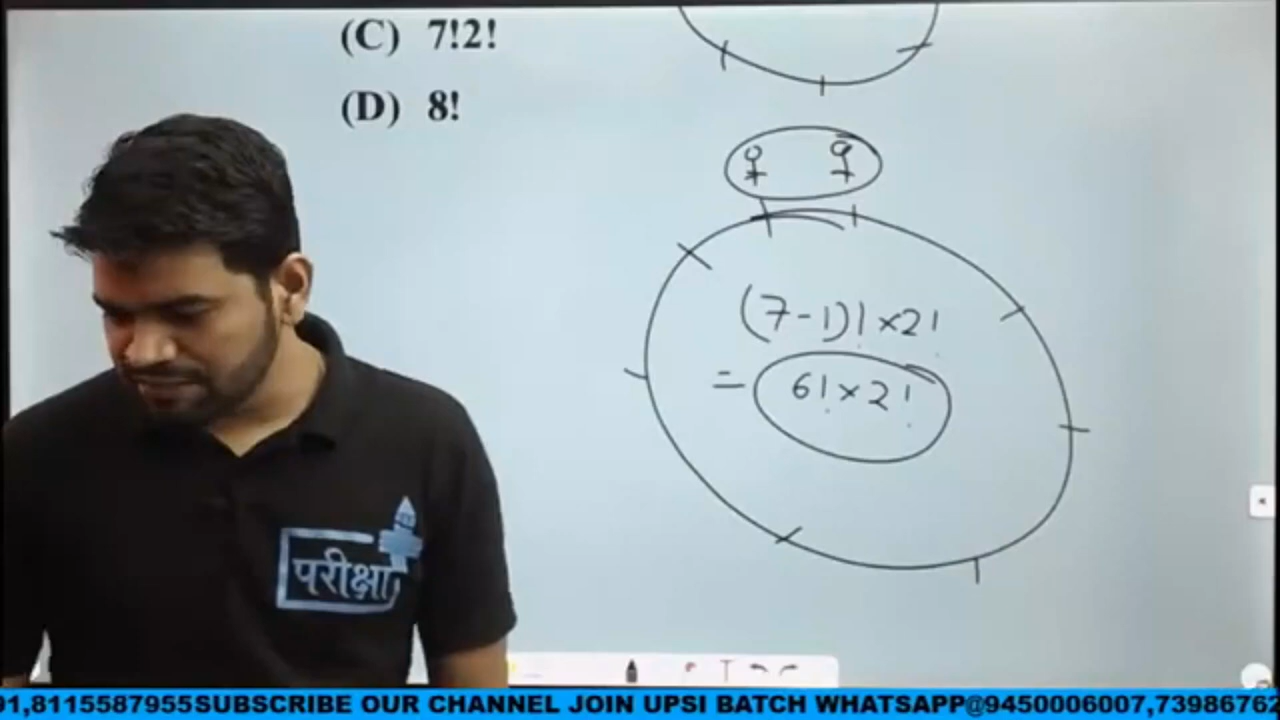 (C) 7!2!
(D) 8!
(7-1)! × 2!
= 6! × 2!
परीक्षा
91,8115587955SUBSCRIBE OUR CHANNEL JOIN UPSI BATCH WHATSAPP@9450006007,73986762